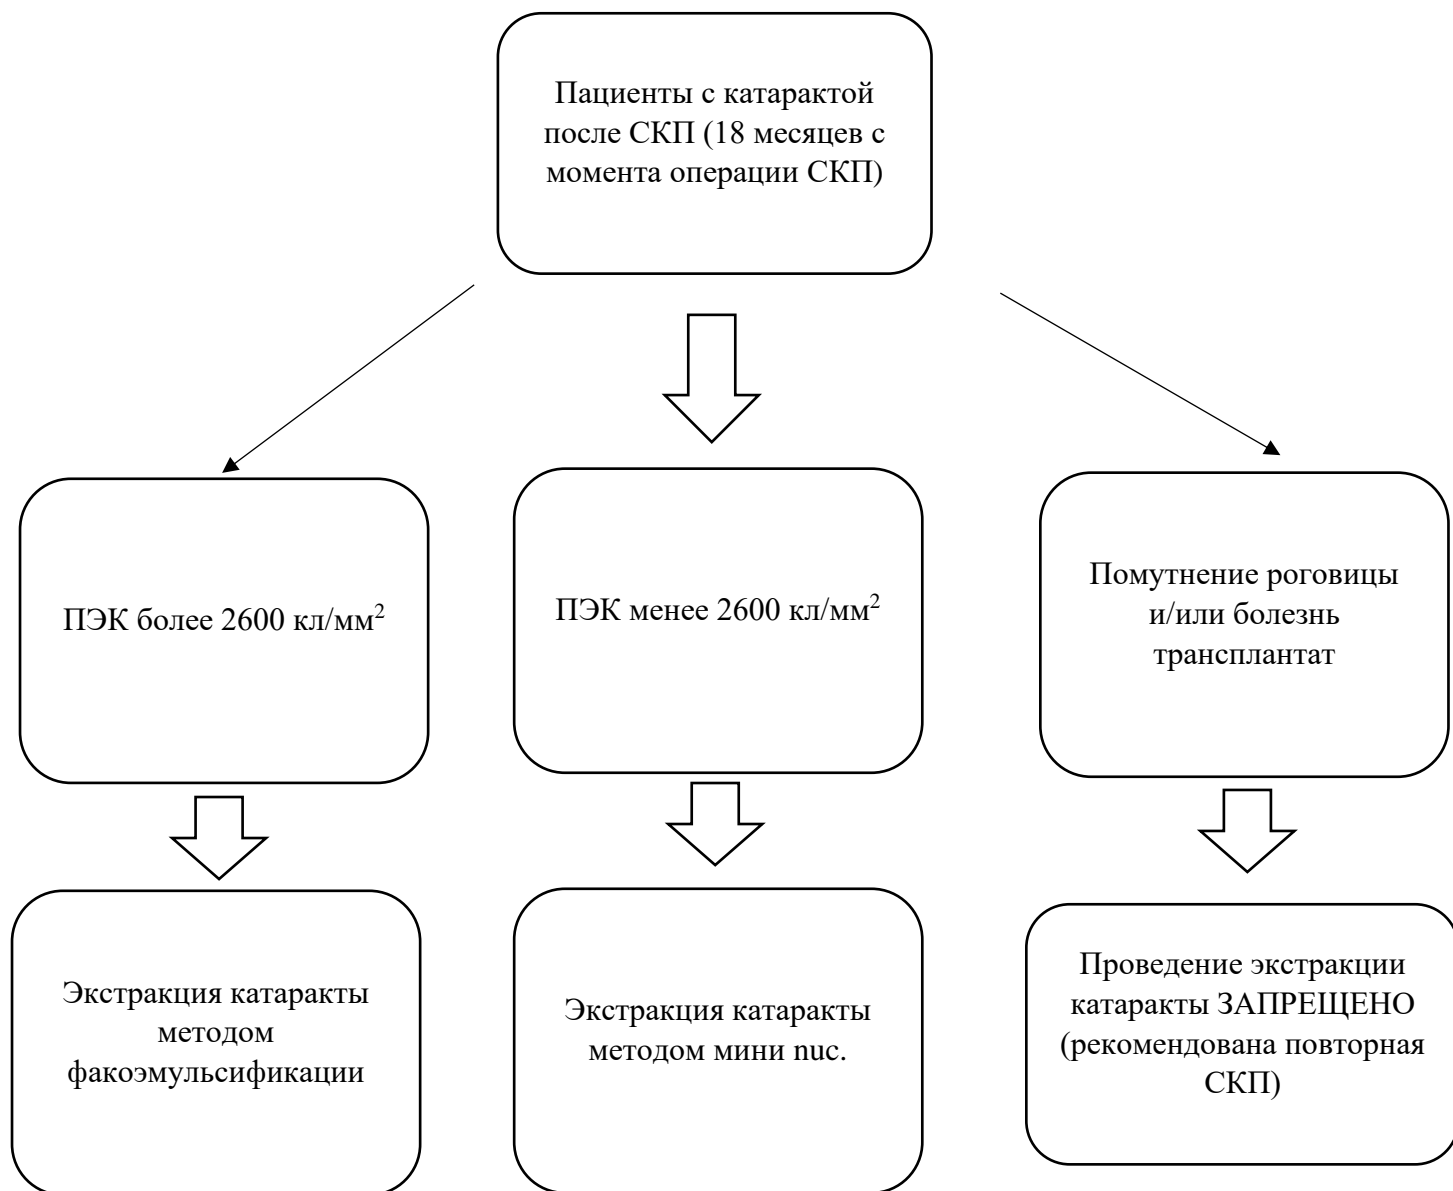 Пациенты с катарактой
после СКП (18 месяцев с
момента операции СКП)
ПЭК более 2600 кл/мм²
ПЭК менее 2600 кл/мм²
Помутнение роговицы
и/или болезнь
трансплантат
Экстракция катаракты
методом
факоэмульсификации
Экстракция катаракты
методом мини nuc.
Проведение экстракции
катаракты ЗАПРЕЩЕНО
(рекомендована повторная
СКП)